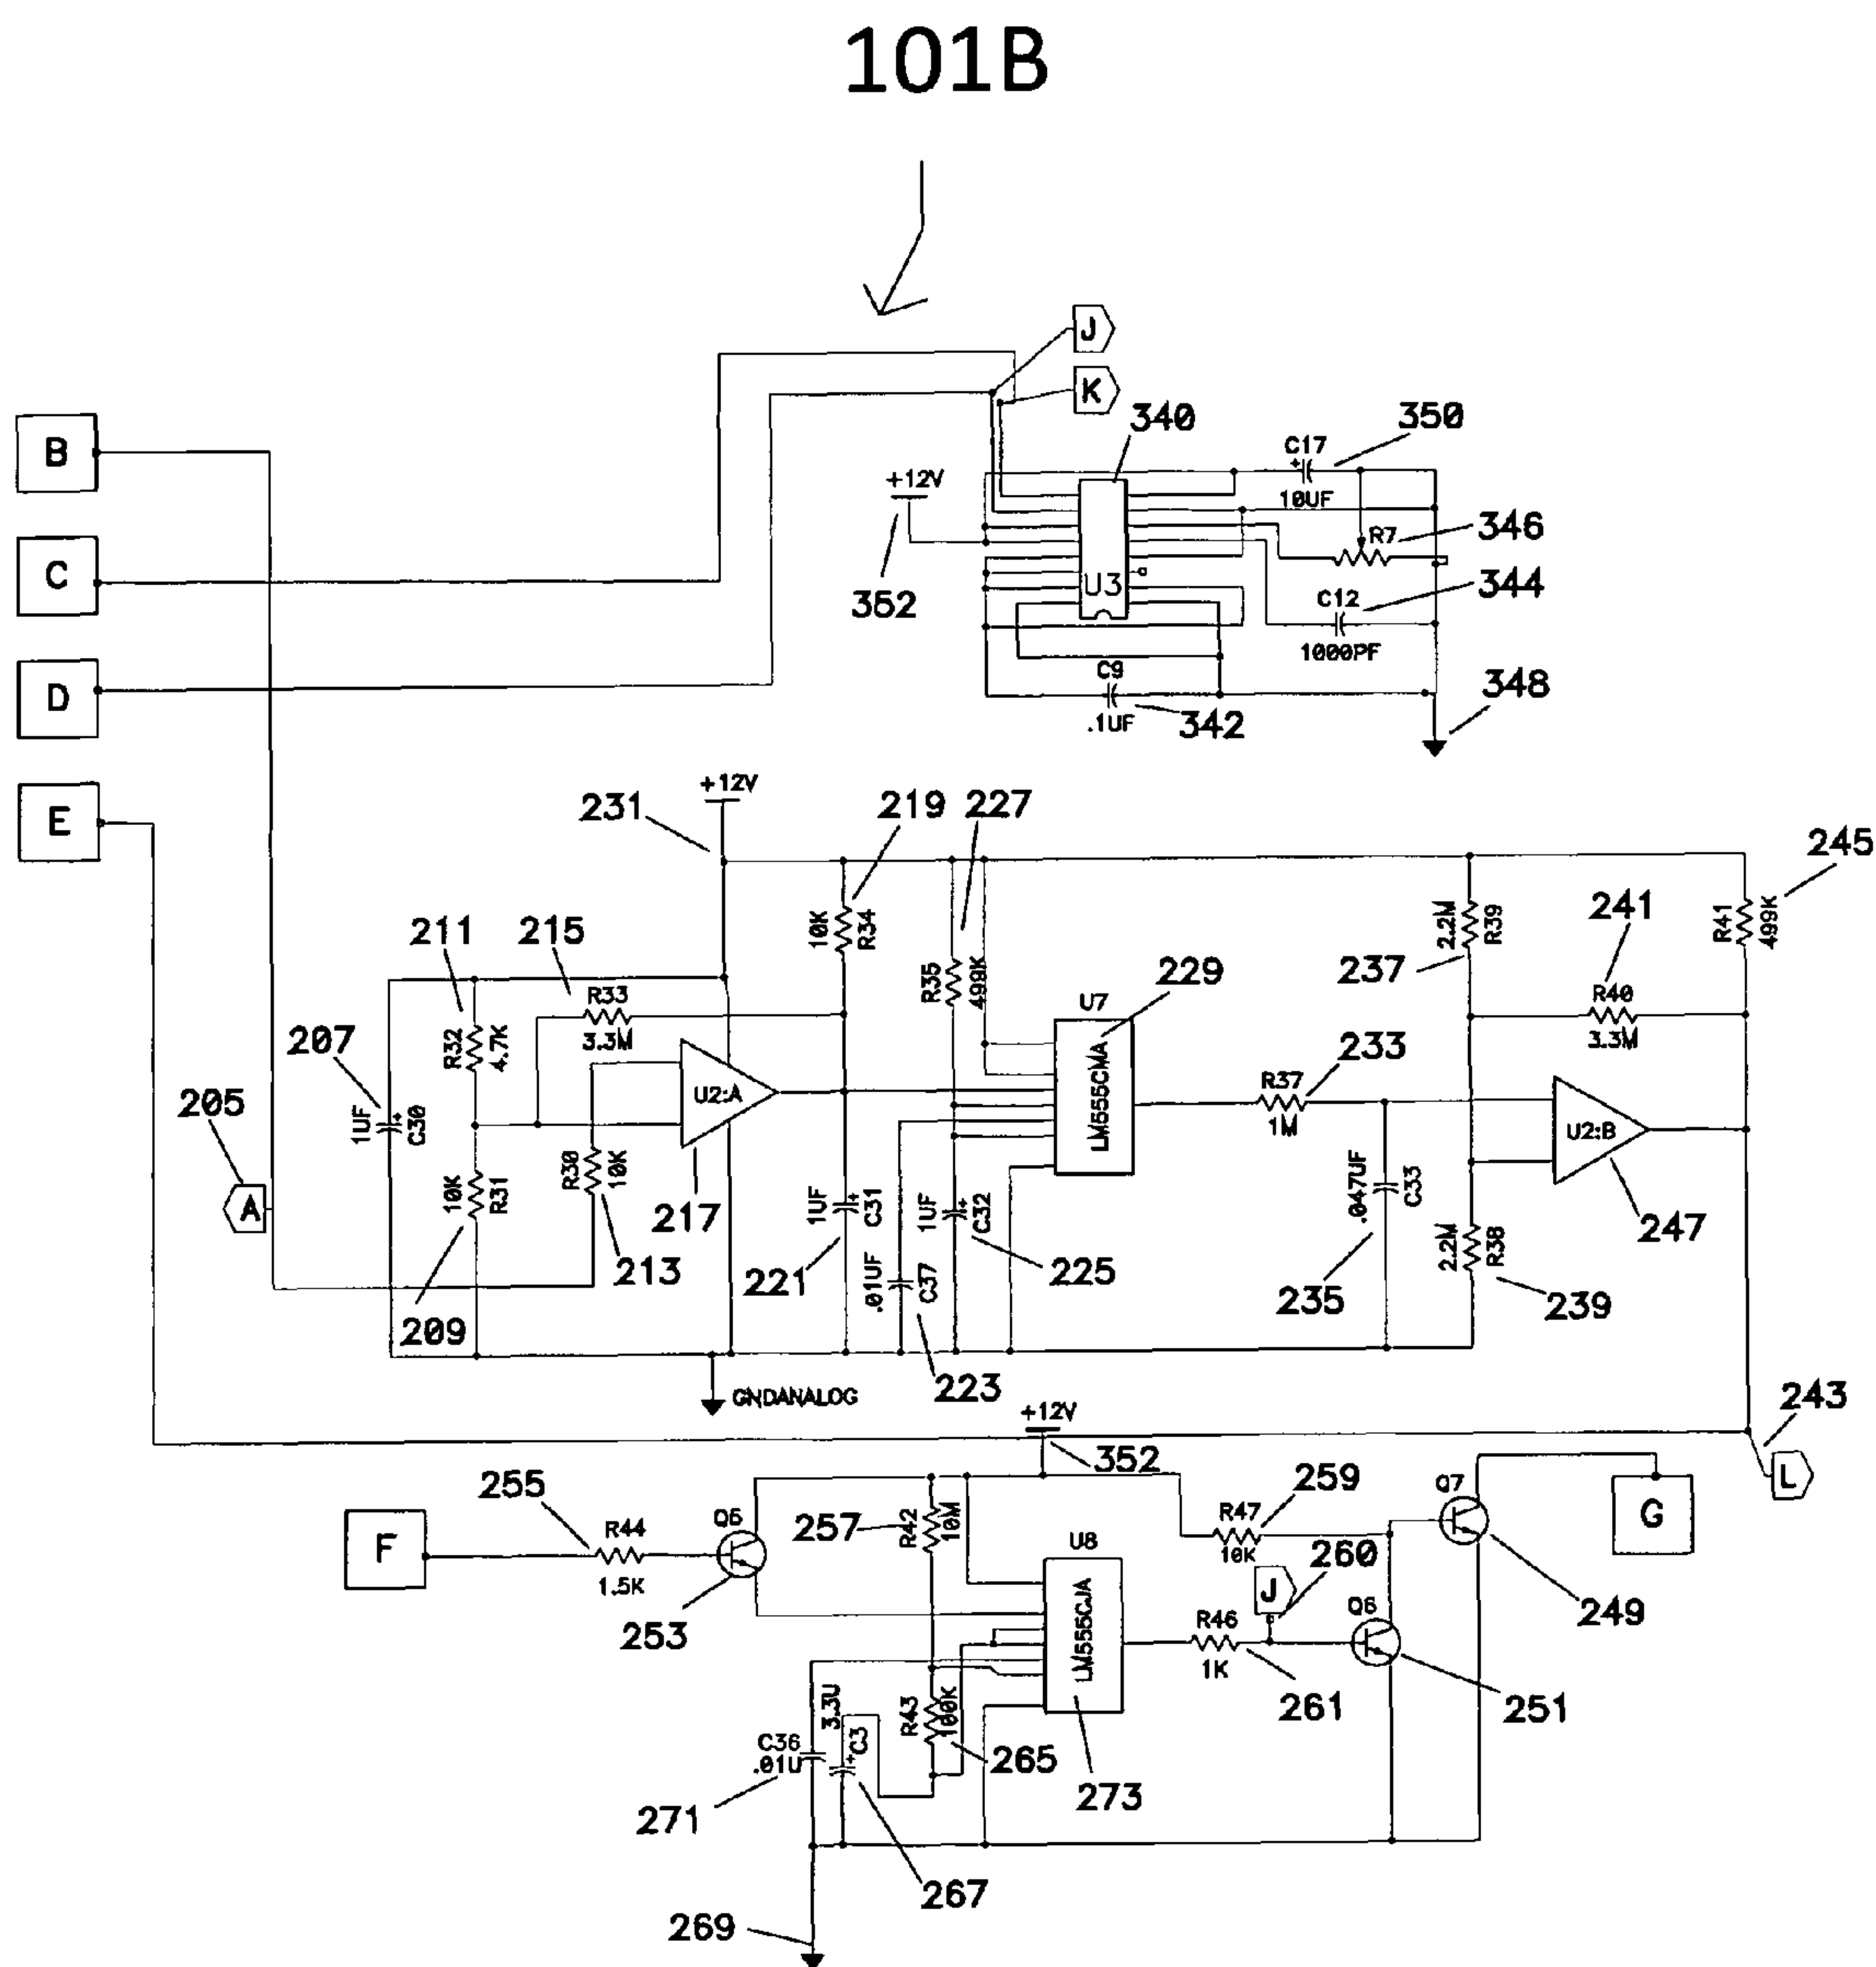 101B
J
K
B
340
350
C17
+
10UF
+12V
352
R7
346
C
U3
C12
344
1000PF
D
C9
.1UF
342
348
E
+12V
231
219
227
245
10K
R34
R35
499K
2.2M
R39
241
R41
499K
211
215
R33
3.3M
237
R40
3.3M
229
U7
LM555CMA
207
R32
4.7K
U2:A
R37
1M
233
205
1UF
+
C30
U2:B
A
10K
R31
R30
10K
217
213
1UF
+
C31
1UF
+
C32
.047UF
C33
247
221
.01UF
C37
225
235
2.2M
R38
239
209
223
GNDANALOG
+12V
352
243
L
255
R44
1.5K
F
Q5
253
257
R42
10M
259
R47
10K
260
Q7
G
U8
LM555CJA
J
R46
1K
261
Q6
249
251
3.3U
+
C3
C36
.01U
R43
100K
265
273
271
267
269